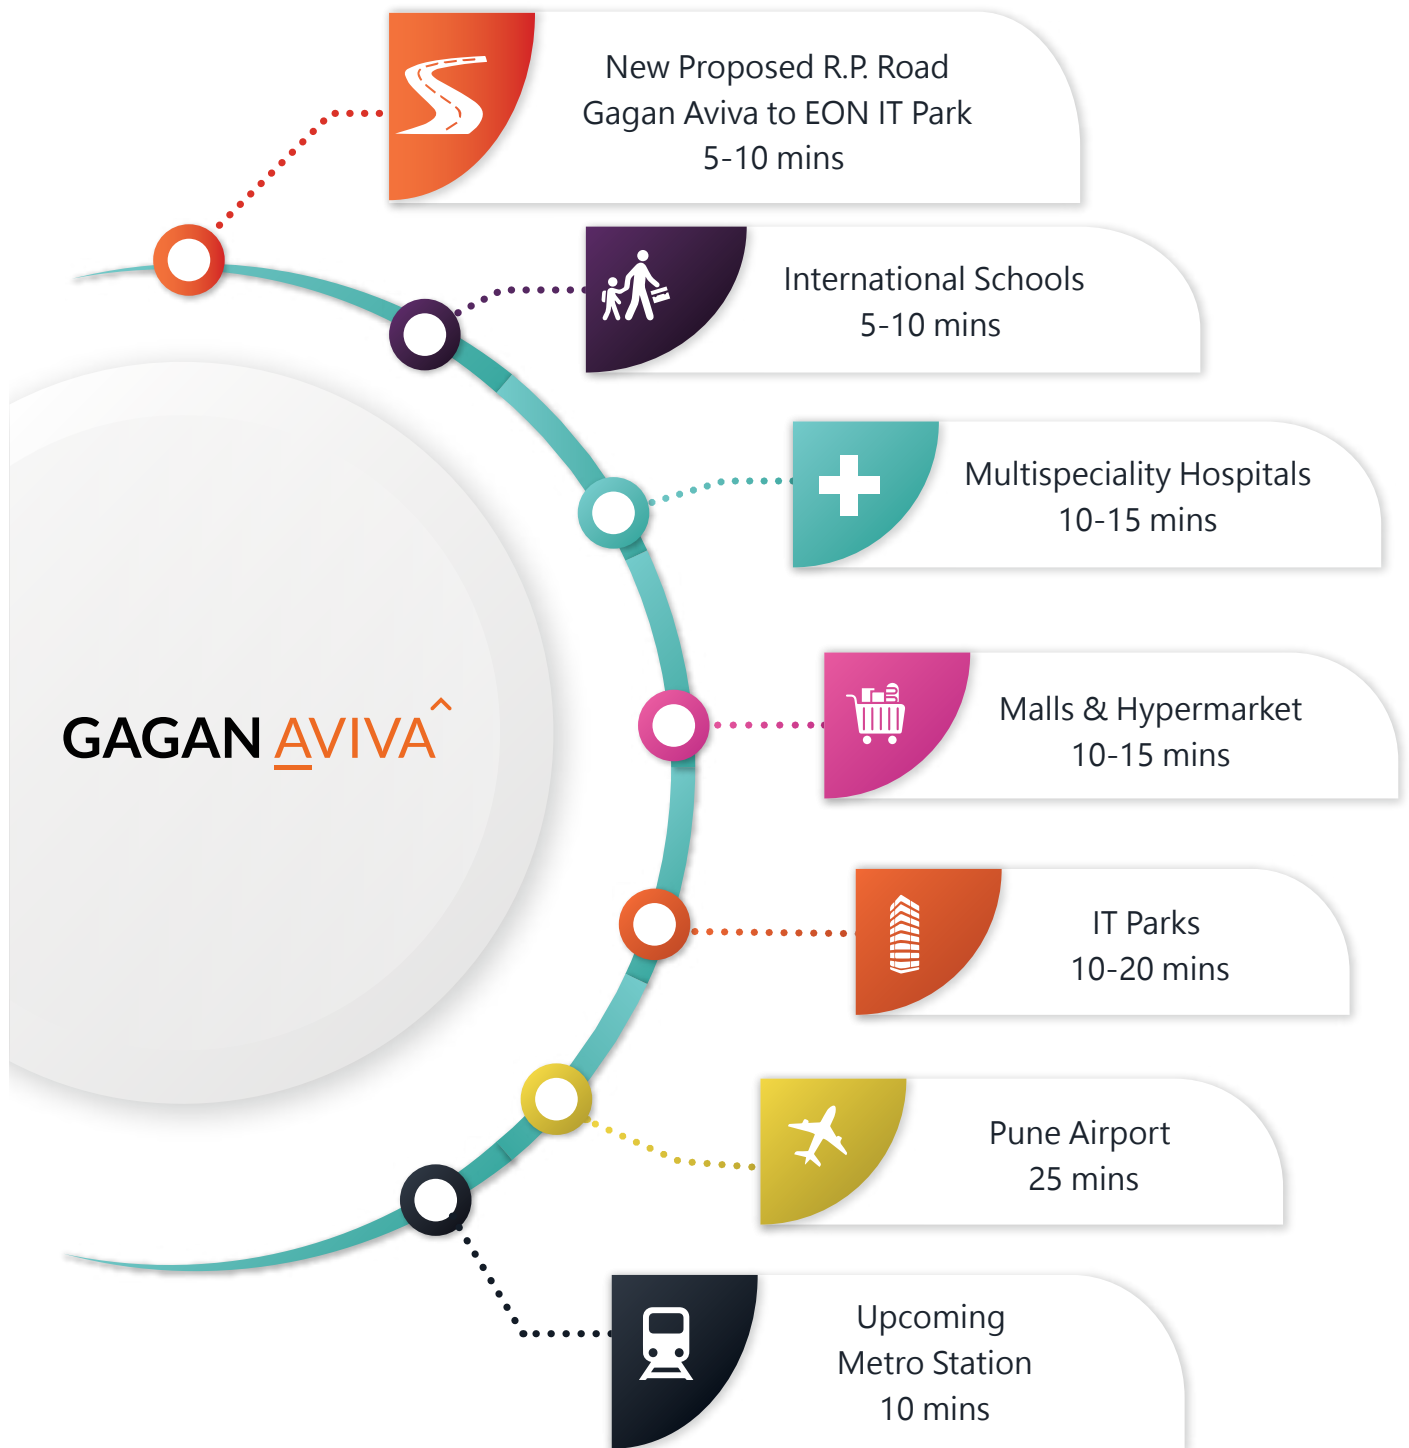 New Proposed R.P. Road
Gagan Aviva to EON IT Park
5-10 mins
International Schools
5-10 mins
Multispeciality Hospitals
10-15 mins
Malls & Hypermarket
10-15 mins
GAGAN AVIVA
IT Parks
10-20 mins
Pune Airport
25 mins
Upcoming
Metro Station
10 mins